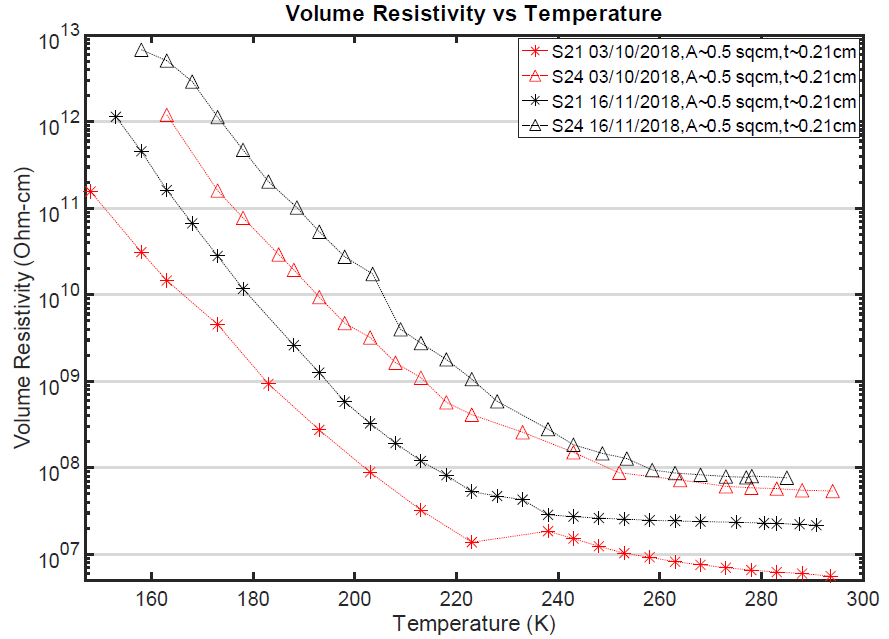 Volume Resistivity vs Temperature
S21 03/10/2018,A~0.5 sqcm,t~0.21cm
S24 03/10/2018,A~0.5 sqcm,t~0.21cm
S21 16/11/2018,A~0.5 sqcm,t~0.21cm
S24 16/11/2018,A~0.5 sqcm,t~0.21cm
Volume Resistivity (Ohm-cm)
10^13
10^12
10^11
10^10
10^09
10^08
10^07
160 180 200 220 240 260 280 300
Temperature (K)